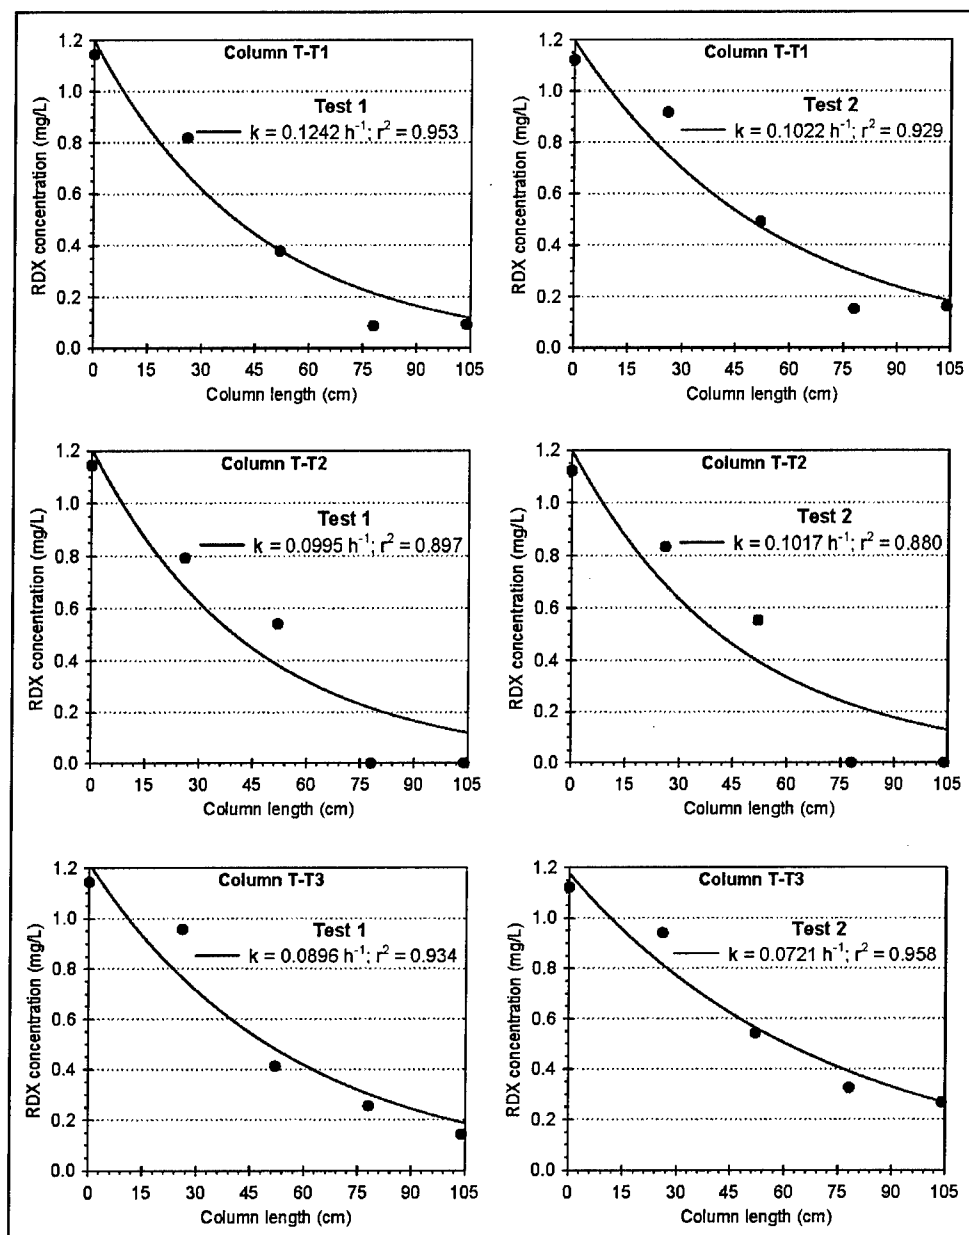 Column T-T1
Test 1
k = 0.1242 h⁻¹; r² = 0.953
RDX concentration (mg/L)
1.2
1.0
0.8
0.6
0.4
0.2
0.0
0 15 30 45 60 75 90 105
Column length (cm)
Column T-T1
Test 2
k = 0.1022 h⁻¹; r² = 0.929
RDX concentration (mg/L)
1.2
1.0
0.8
0.6
0.4
0.2
0.0
0 15 30 45 60 75 90 105
Column length (cm)
Column T-T2
Test 1
k = 0.0995 h⁻¹; r² = 0.897
RDX concentration (mg/L)
1.2
1.0
0.8
0.6
0.4
0.2
0.0
0 15 30 45 60 75 90 105
Column length (cm)
Column T-T2
Test 2
k = 0.1017 h⁻¹; r² = 0.880
RDX concentration (mg/L)
1.2
1.0
0.8
0.6
0.4
0.2
0.0
0 15 30 45 60 75 90 105
Column length (cm)
Column T-T3
Test 1
k = 0.0896 h⁻¹; r² = 0.934
RDX concentration (mg/L)
1.2
1.0
0.8
0.6
0.4
0.2
0.0
0 15 30 45 60 75 90 105
Column length (cm)
Column T-T3
Test 2
k = 0.0721 h⁻¹; r² = 0.958
RDX concentration (mg/L)
1.2
1.0
0.8
0.6
0.4
0.2
0.0
0 15 30 45 60 75 90 105
Column length (cm)